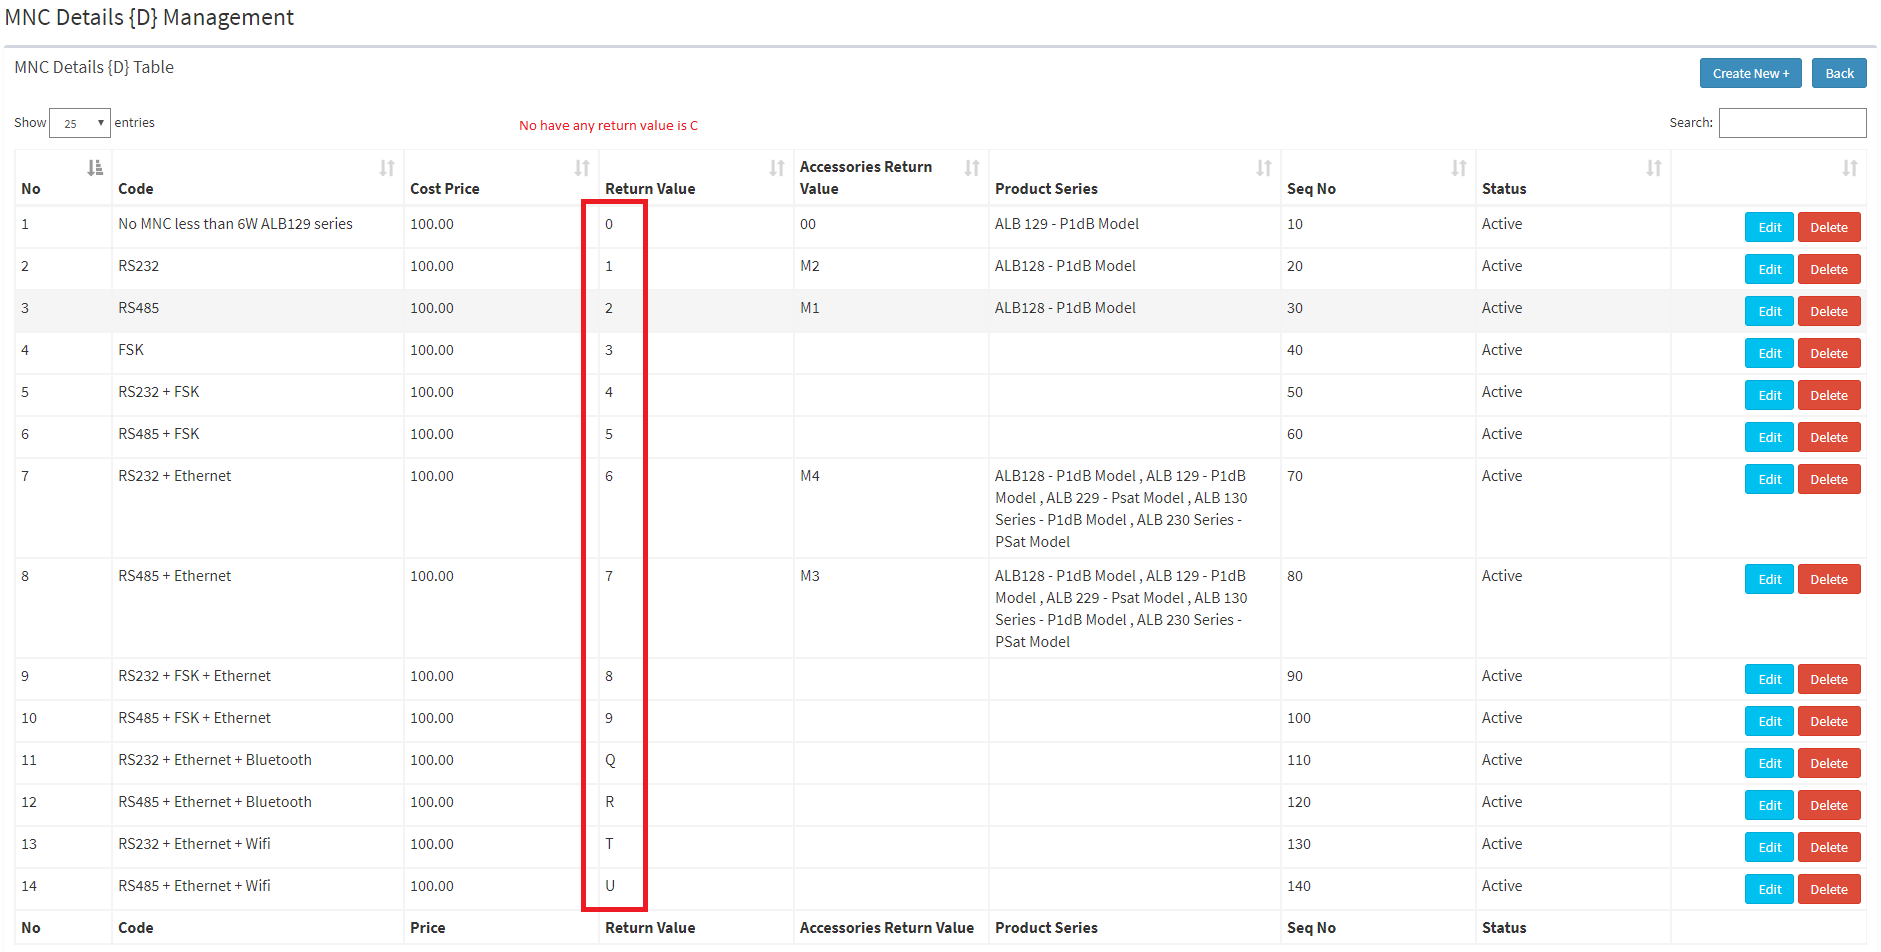 MNC Details {D} Management
MNC Details {D} Table
Create New +
Back
Show 25 entries
No have any return value is C
Search:
No Code Cost Price Return Value Accessories Return Value Product Series Seq No Status
1 No MNC less than 6W ALB129 series 100.00 0 00 ALB 129 - P1dB Model 10 Active Edit Delete
2 RS232 100.00 1 M2 ALB128 - P1dB Model 20 Active Edit Delete
3 RS485 100.00 2 M1 ALB128 - P1dB Model 30 Active Edit Delete
4 FSK 100.00 3 40 Active Edit Delete
5 RS232 + FSK 100.00 4 50 Active Edit Delete
6 RS485 + FSK 100.00 5 60 Active Edit Delete
7 RS232 + Ethernet 100.00 6 M4 ALB128 - P1dB Model , ALB 129 - P1dB
Model , ALB 229 - Psat Model , ALB 130
Series - P1dB Model , ALB 230 Series -
PSat Model 70 Active Edit Delete
8 RS485 + Ethernet 100.00 7 M3 ALB128 - P1dB Model , ALB 129 - P1dB
Model , ALB 229 - Psat Model , ALB 130
Series - P1dB Model , ALB 230 Series -
PSat Model 80 Active Edit Delete
9 RS232 + FSK + Ethernet 100.00 8 90 Active Edit Delete
10 RS485 + FSK + Ethernet 100.00 9 100 Active Edit Delete
11 RS232 + Ethernet + Bluetooth 100.00 Q 110 Active Edit Delete
12 RS485 + Ethernet + Bluetooth 100.00 R 120 Active Edit Delete
13 RS232 + Ethernet + Wifi 100.00 T 130 Active Edit Delete
14 RS485 + Ethernet + Wifi 100.00 U 140 Active Edit Delete
No Code Price Return Value Accessories Return Value Product Series Seq No Status